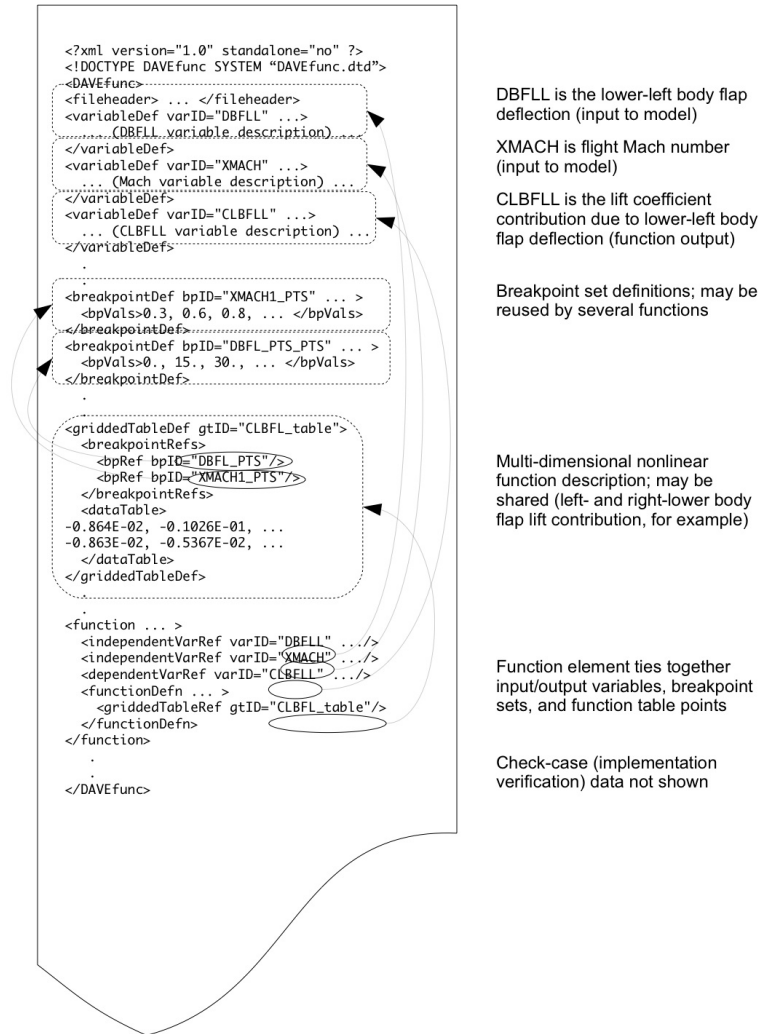 <?xml version="1.0" standalone="no" ?>
<!DOCTYPE DAVEfunc SYSTEM “DAVEfunc.dtd”>
<DAVEfunc>
<fileheader> ... </fileheader>
<variableDef varID="DBFLL" ...>
... (DBFLL variable description) ...
</variableDef>
<variableDef varID="XMACH" ...>
... (Mach variable description) ...
</variableDef>
<variableDef varID="CLBFLL" ...>
... (CLBFLL variable description) ...
</variableDef>
.
.
<breakpointDef bpID="XMACH1_PTS" ... >
<bpVals>0.3, 0.6, 0.8, ... </bpVals>
</breakpointDef>
<breakpointDef bpID="DBFL_PTS_PTS" ... >
<bpVals>0., 15., 30., ... </bpVals>
</breakpointDef>
.
.
<griddedTableDef gtID="CLBFL_table">
<breakpointRefs>
<bpRef bpID="DBFL_PTS"/>
<bpRef bpID="XMACH1_PTS"/>
</breakpointRefs>
<dataTable>
-0.864E-02, -0.1026E-01, ...
-0.863E-02, -0.5367E-02, ...
</dataTable>
</griddedTableDef>
.
.
<function ... >
<independentVarRef varID="DBFLL" .../>
<independentVarRef varID="XMACH" .../>
<dependentVarRef varID="CLBFLL" .../>
<functionDefn ... >
<griddedTableRef gtID="CLBFL_table"/>
</functionDefn>
</function>
.
.
</DAVEfunc>
DBFLL is the lower-left body flap
deflection (input to model)
XMACH is flight Mach number
(input to model)
CLBFLL is the lift coefficient
contribution due to lower-left body
flap deflection (function output)
Breakpoint set definitions; may be
reused by several functions
Multi-dimensional nonlinear
function description; may be
shared (left- and right-lower body
flap lift contribution, for example)
Function element ties together
input/output variables, breakpoint
sets, and function table points
Check-case (implementation
verification) data not shown